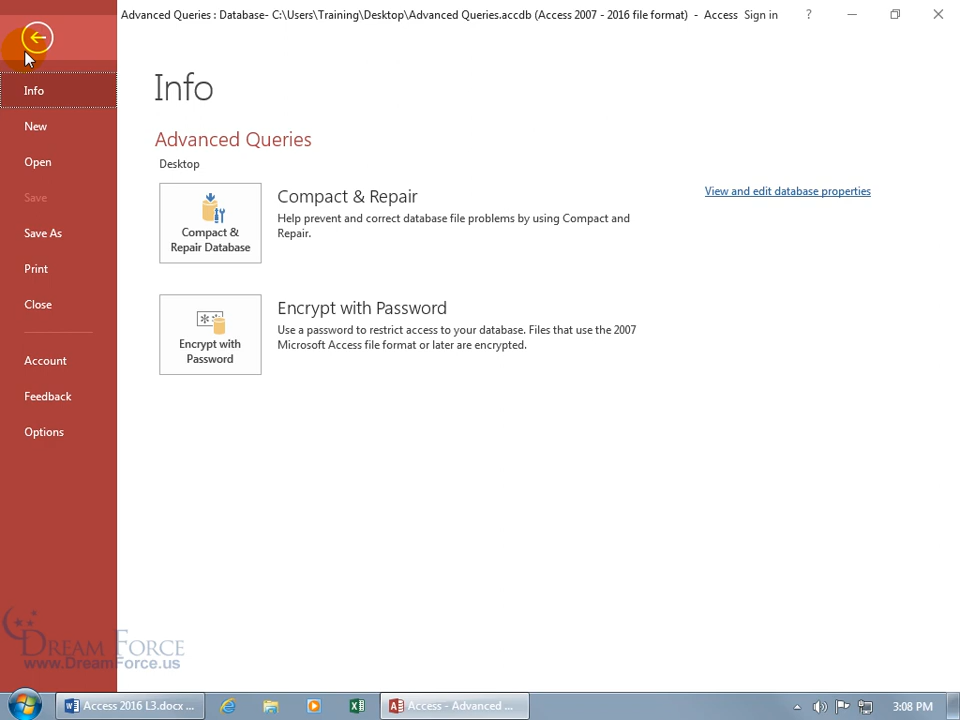 Advanced Queries : Database- C:\Users\Training\Desktop\Advanced Queries.accdb (Access 2007 - 2016 file format) - Access Sign in ?
Info
New
Open
Save
Save As
Print
Close
Account
Feedback
Options
Info
Advanced Queries
Desktop
Compact &
Repair Database
Compact & Repair
Help prevent and correct database file problems by using Compact and
Repair.
View and edit database properties
Encrypt with
Password
Encrypt with Password
Use a password to restrict access to your database. Files that use the 2007
Microsoft Access file format or later are encrypted.
DREAM FORCE
www.DreamForce.us
Access 2016 L3.docx ...
Access - Advanced ...
3:08 PM